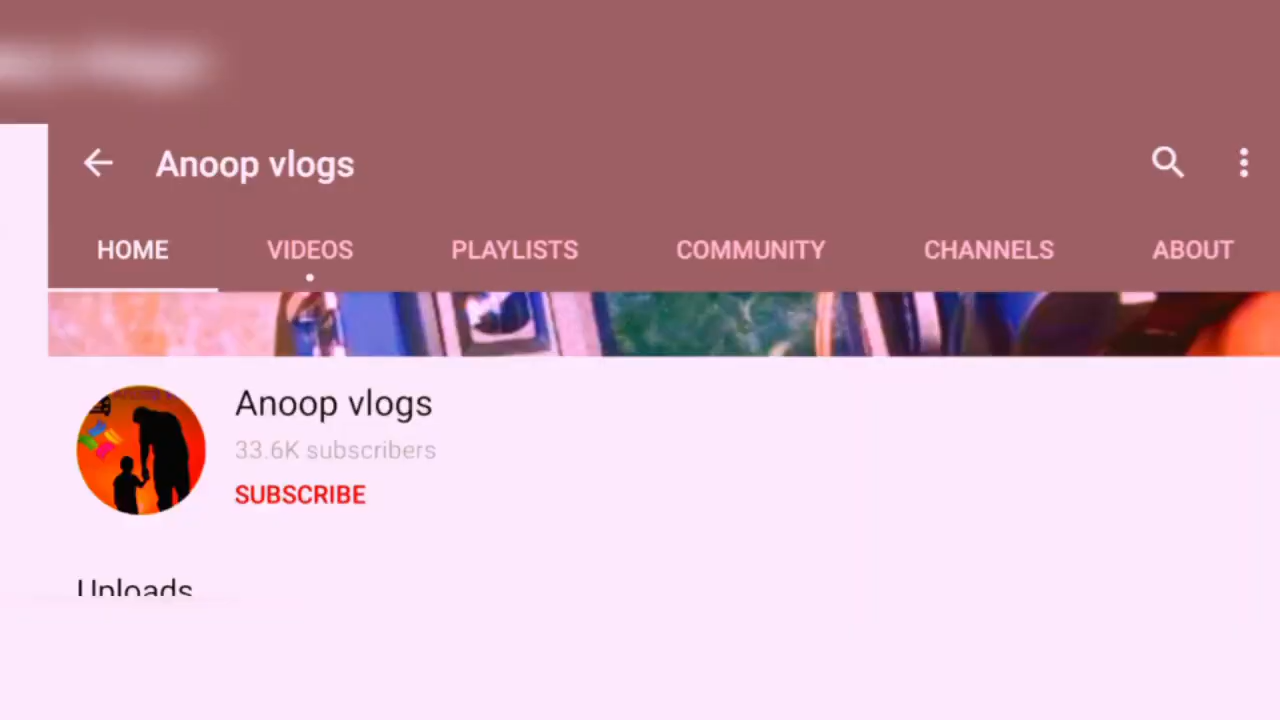 Anoop vlogs
HOME VIDEOS PLAYLISTS COMMUNITY CHANNELS ABOUT
Anoop vlogs
33.6K subscribers
SUBSCRIBE
Uploads